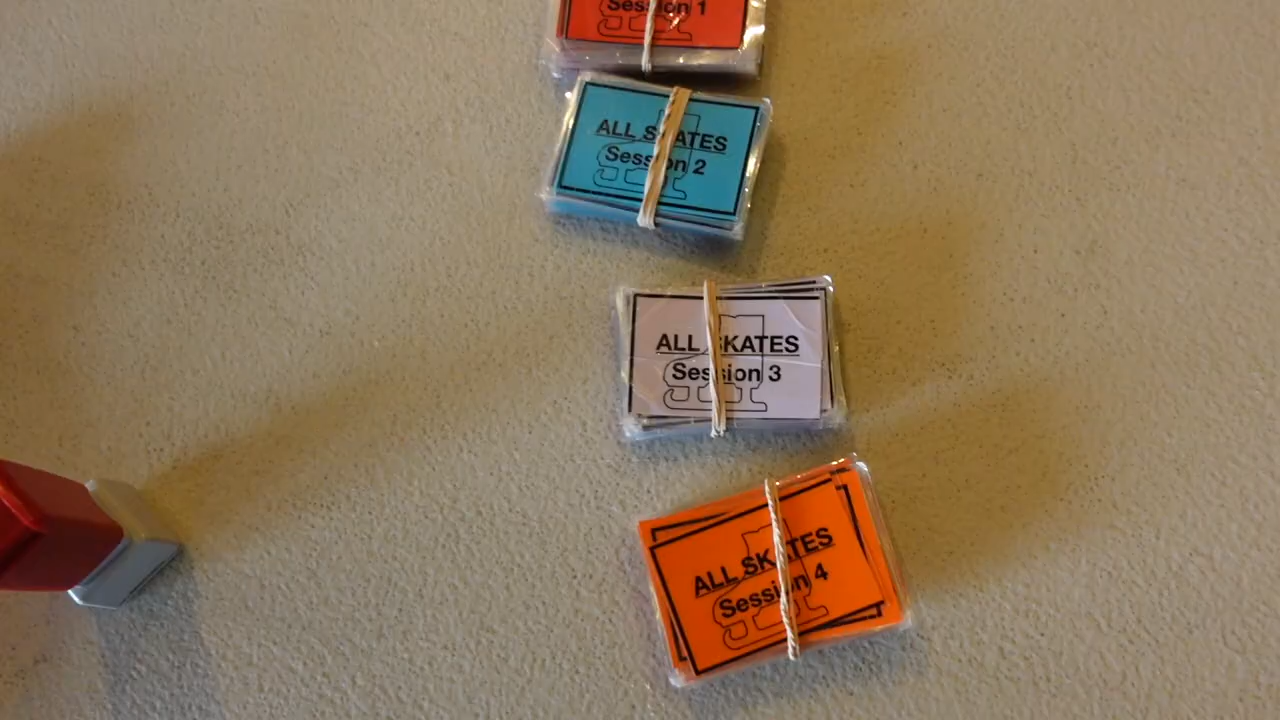 Session 1
ALL SKATES
Session 2
ALL SKATES
Session 3
ALL SKATES
Session 4